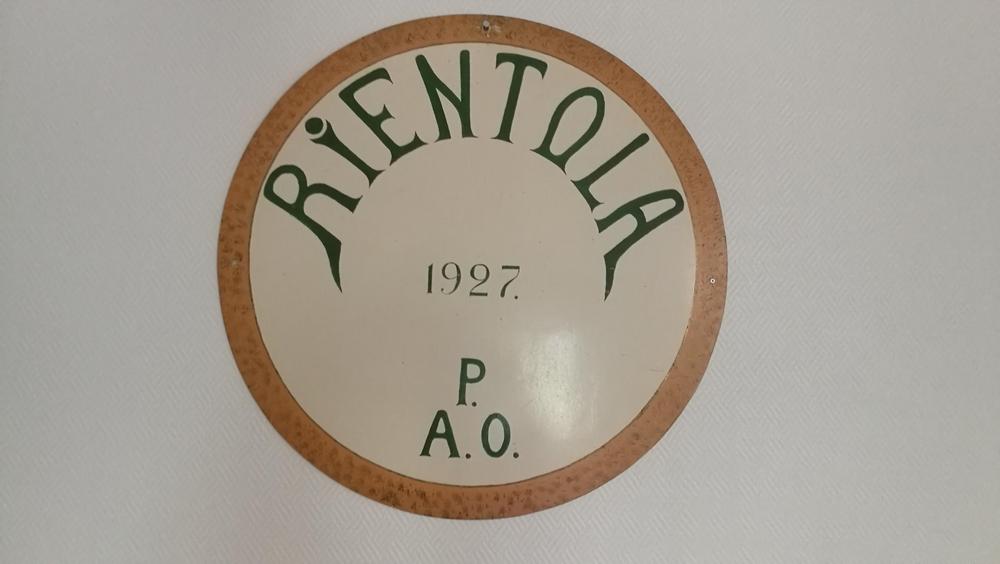 RIENTOLA
1927.
P.
A.O.